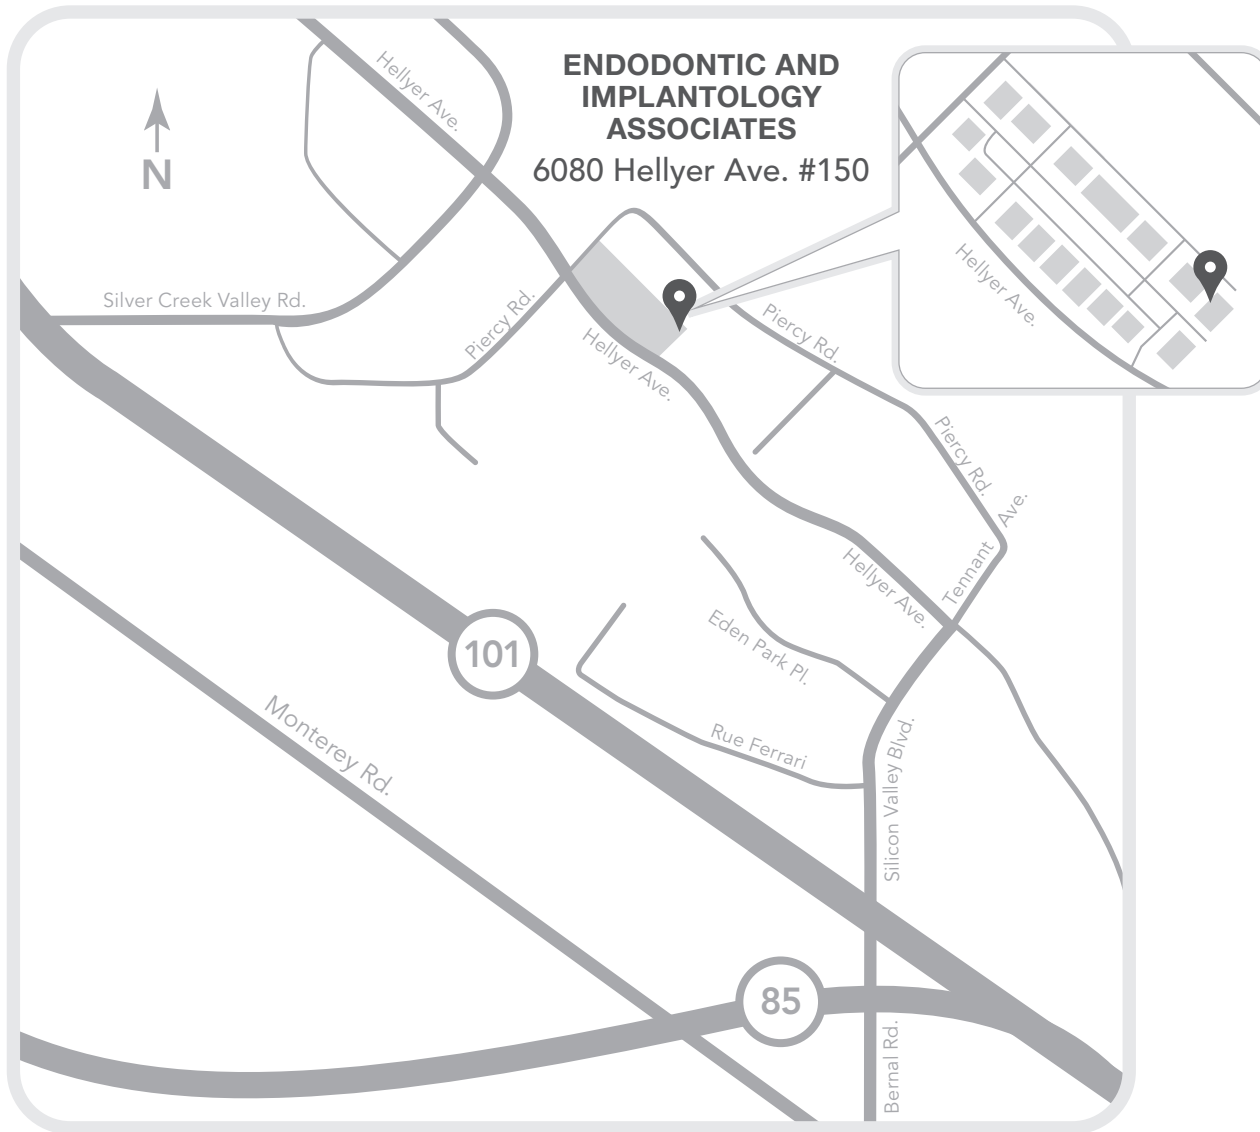 ENDODONTIC AND
IMPLANTOLOGY
ASSOCIATES
6080 Hellyer Ave. #150
N
Hellyer Ave.
Silver Creek Valley Rd.
Piercy Rd.
Hellyer Ave.
Piercy Rd.
Hellyer Ave.
Piercy Rd.
Tennant Ave.
Hellyer Ave.
Eden Park Pl.
Rue Ferrari
Silicon Valley Blvd.
101
Monterey Rd.
85
Bernal Rd.